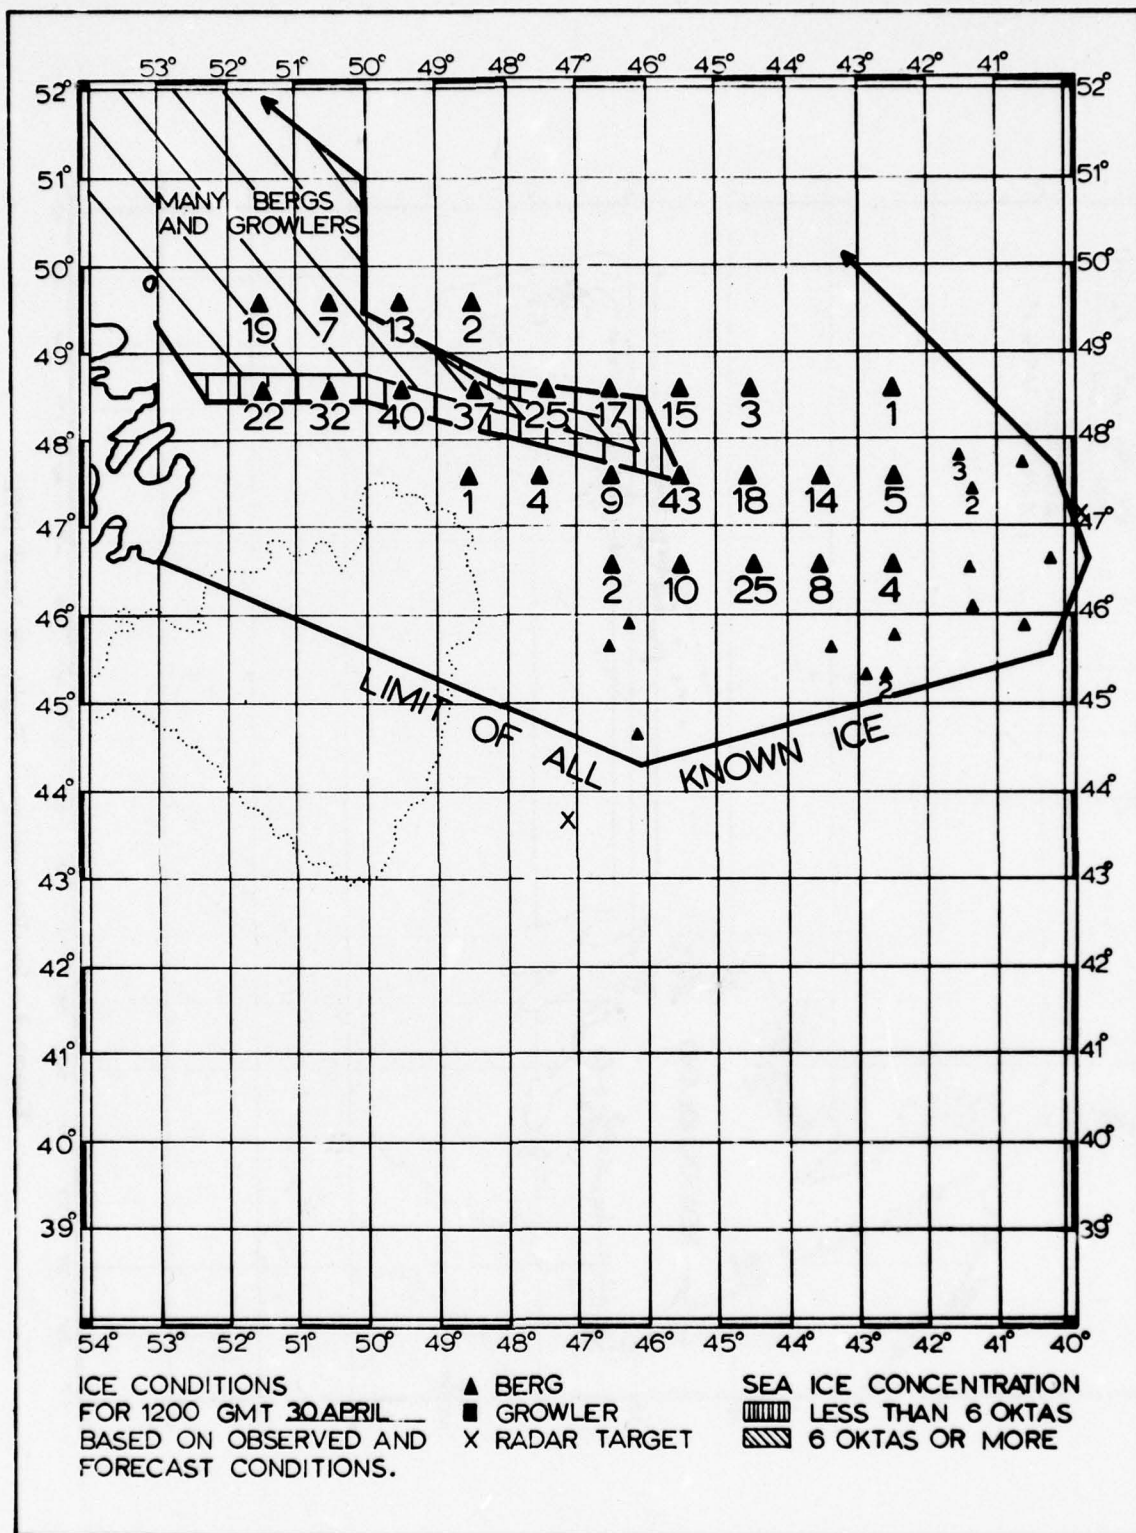 53° 52° 51° 50° 49° 48° 47° 46° 45° 44° 43° 42° 41°
52° 52°
51° 51°
MANY BERGS
AND GROWLERS
50° 50°
19 7 13 2
49° 49°
22 32 40 37 25 17 15 3 1
48° 48°
3
1 4 9 43 18 14 5 2
47° 47°
X
2 10 25 8 4
46° 46°
2
45° 45°
LIMIT OF ALL KNOWN ICE
44° 44°
X
43° 43°
42° 42°
41° 41°
40° 40°
39° 39°
54° 53° 52° 51° 50° 49° 48° 47° 46° 45° 44° 43° 42° 41° 40°
ICE CONDITIONS
FOR 1200 GMT 30 APRIL
BASED ON OBSERVED AND
FORECAST CONDITIONS.
BERG
GROWLER
X RADAR TARGET
SEA ICE CONCENTRATION
LESS THAN 6 OKTAS
6 OKTAS OR MORE